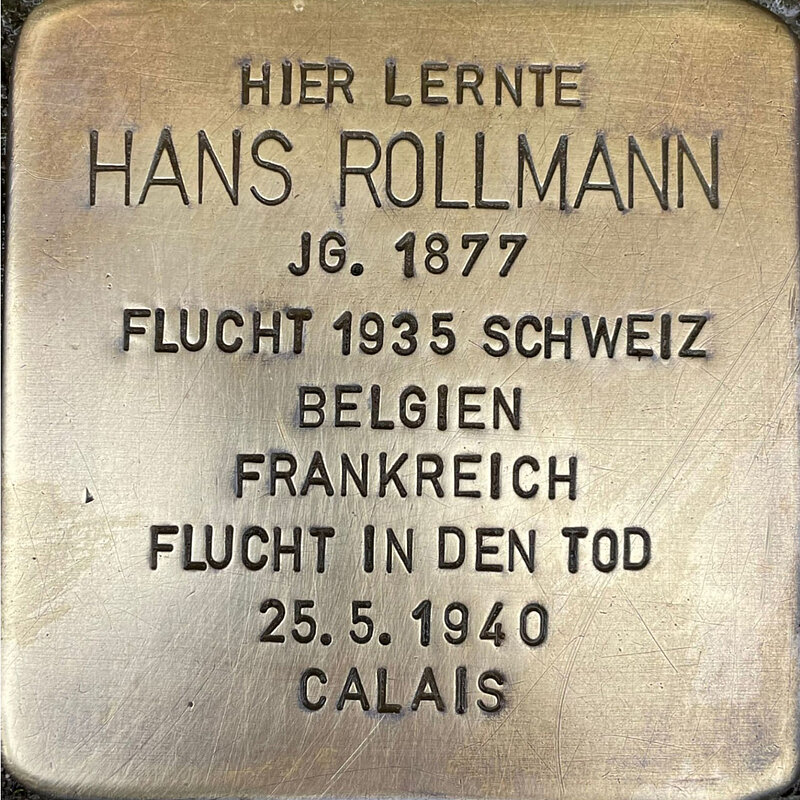 HIER LERNTE
HANS ROLLMANN
JG. 1877
FLUCHT 1935 SCHWEIZ
BELGIEN
FRANKREICH
FLUCHT IN DEN TOD
25.5.1940
CALAIS